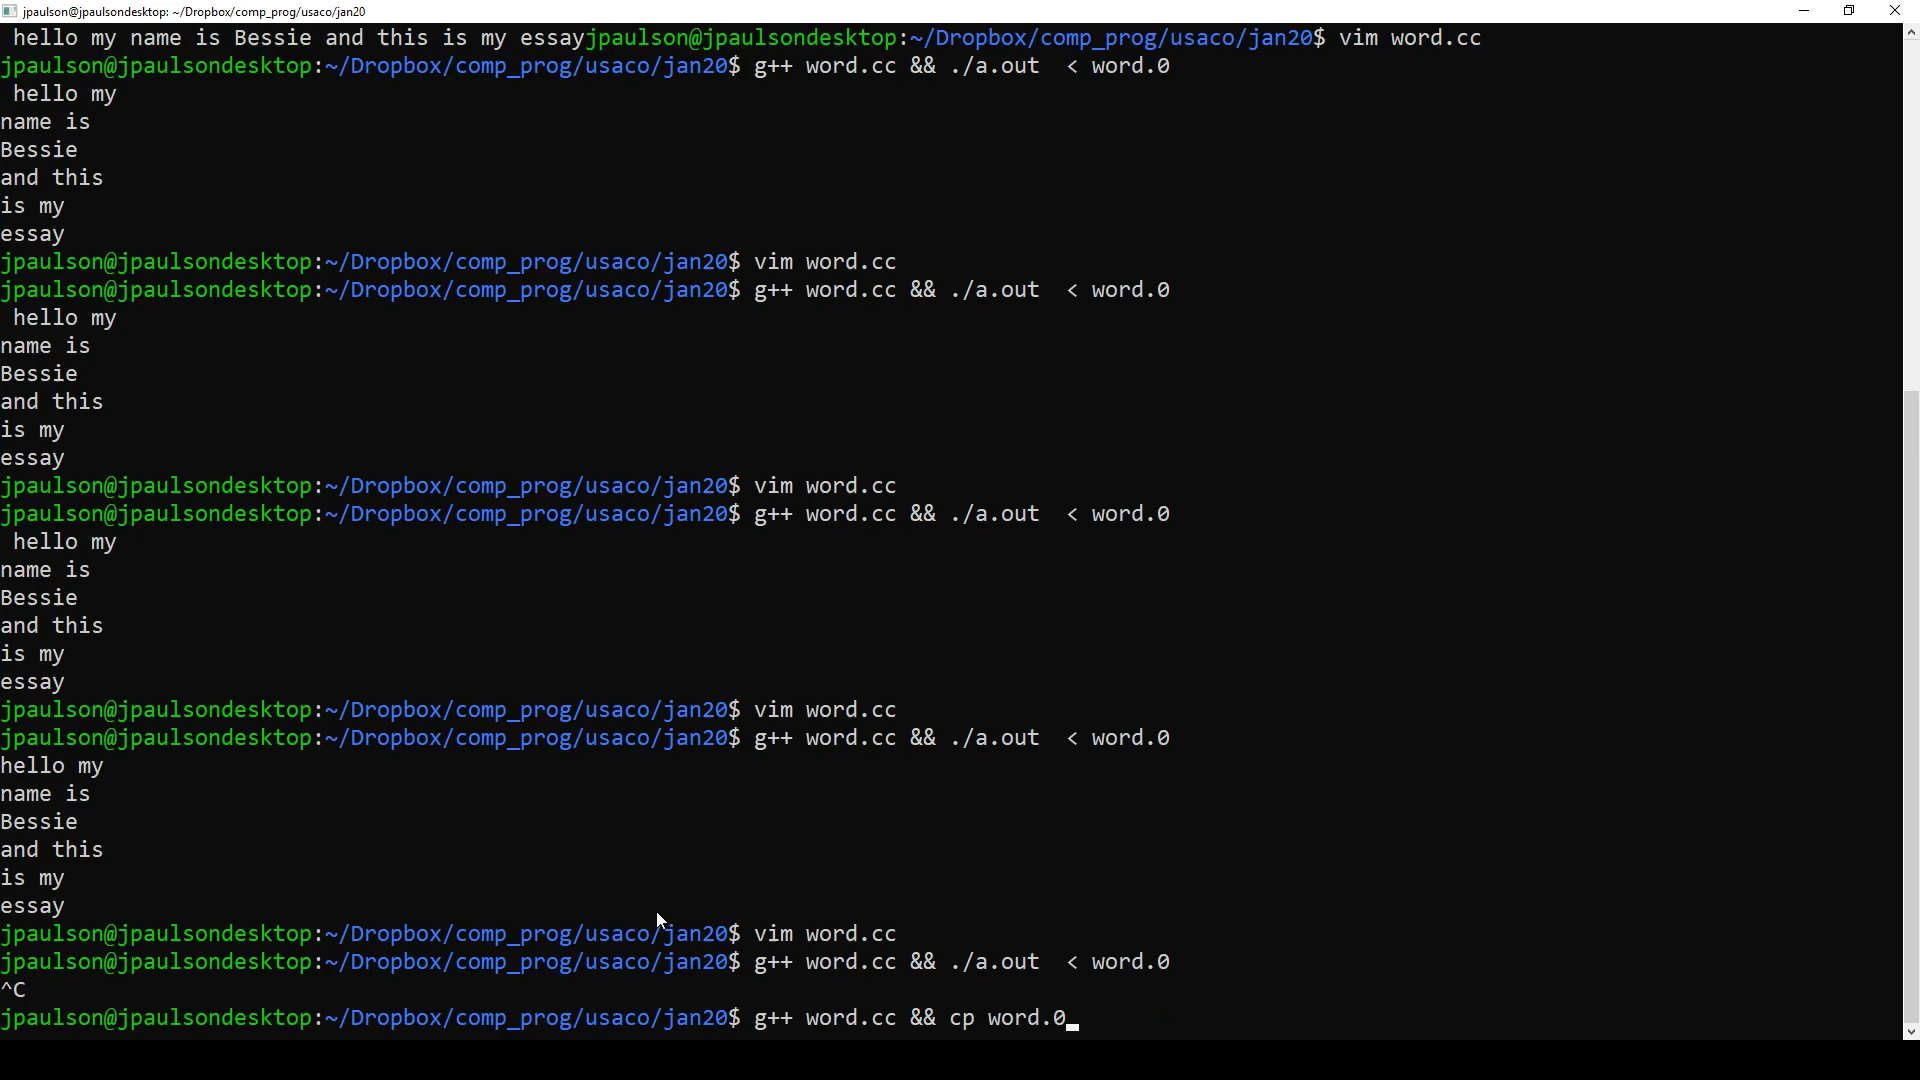 jpaulson@jpaulsondesktop: ~/Dropbox/comp_prog/usaco/jan20
 hello my name is Bessie and this is my essayjpaulson@jpaulsondesktop:~/Dropbox/comp_prog/usaco/jan20$ vim word.cc
jpaulson@jpaulsondesktop:~/Dropbox/comp_prog/usaco/jan20$ g++ word.cc && ./a.out  < word.0
 hello my
name is
Bessie
and this
is my
essay
jpaulson@jpaulsondesktop:~/Dropbox/comp_prog/usaco/jan20$ vim word.cc
jpaulson@jpaulsondesktop:~/Dropbox/comp_prog/usaco/jan20$ g++ word.cc && ./a.out  < word.0
 hello my
name is
Bessie
and this
is my
essay
jpaulson@jpaulsondesktop:~/Dropbox/comp_prog/usaco/jan20$ vim word.cc
jpaulson@jpaulsondesktop:~/Dropbox/comp_prog/usaco/jan20$ g++ word.cc && ./a.out  < word.0
 hello my
name is
Bessie
and this
is my
essay
jpaulson@jpaulsondesktop:~/Dropbox/comp_prog/usaco/jan20$ vim word.cc
jpaulson@jpaulsondesktop:~/Dropbox/comp_prog/usaco/jan20$ g++ word.cc && ./a.out  < word.0
hello my
name is
Bessie
and this
is my
essay
jpaulson@jpaulsondesktop:~/Dropbox/comp_prog/usaco/jan20$ vim word.cc
jpaulson@jpaulsondesktop:~/Dropbox/comp_prog/usaco/jan20$ g++ word.cc && ./a.out  < word.0
^C
jpaulson@jpaulsondesktop:~/Dropbox/comp_prog/usaco/jan20$ g++ word.cc && cp word.0